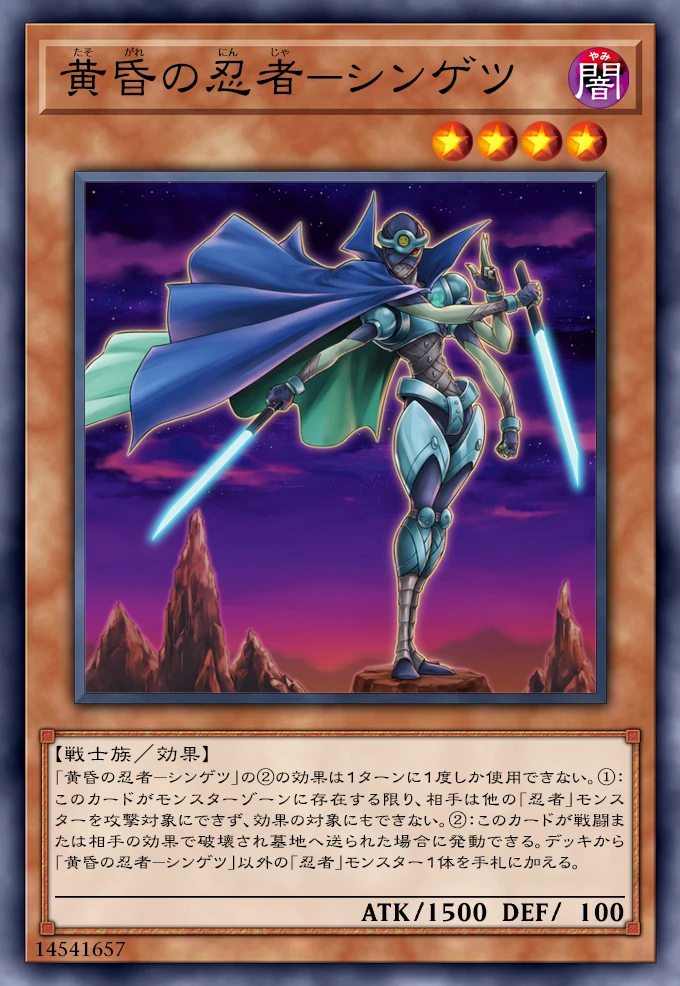 黄昏の忍者－シンゲツ
たそ がれ にん じゃ
やみ
闇
【戦士族／効果】
「黄昏の忍者－シンゲツ」の②の効果は1ターンに1度しか使用できない。①：
このカードがモンスターゾーンに存在する限り、相手は他の「忍者」モンス
ターを攻撃対象にできず、効果の対象にもできない。②：このカードが戦闘ま
たは相手の効果で破壊され墓地へ送られた場合に発動できる。デッキから
「黄昏の忍者－シンゲツ」以外の「忍者」モンスター1体を手札に加える。
ATK/1500 DEF/ 100
14541657